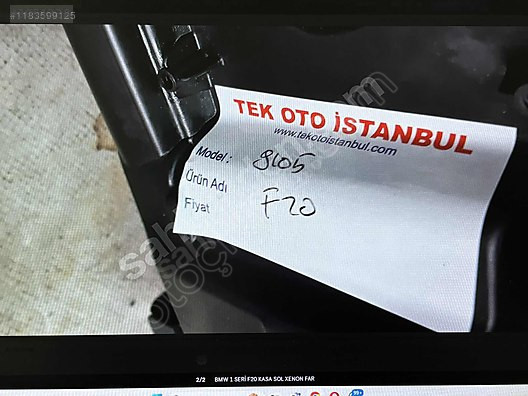 #1183599125
TEK OTO İSTANBUL
www.tekotoistanbul.com
Model :
Ürün Adı
F20
Fiyat
2/2 BMW 1 SERİ F20 KASA SOL XENON FAR
99+